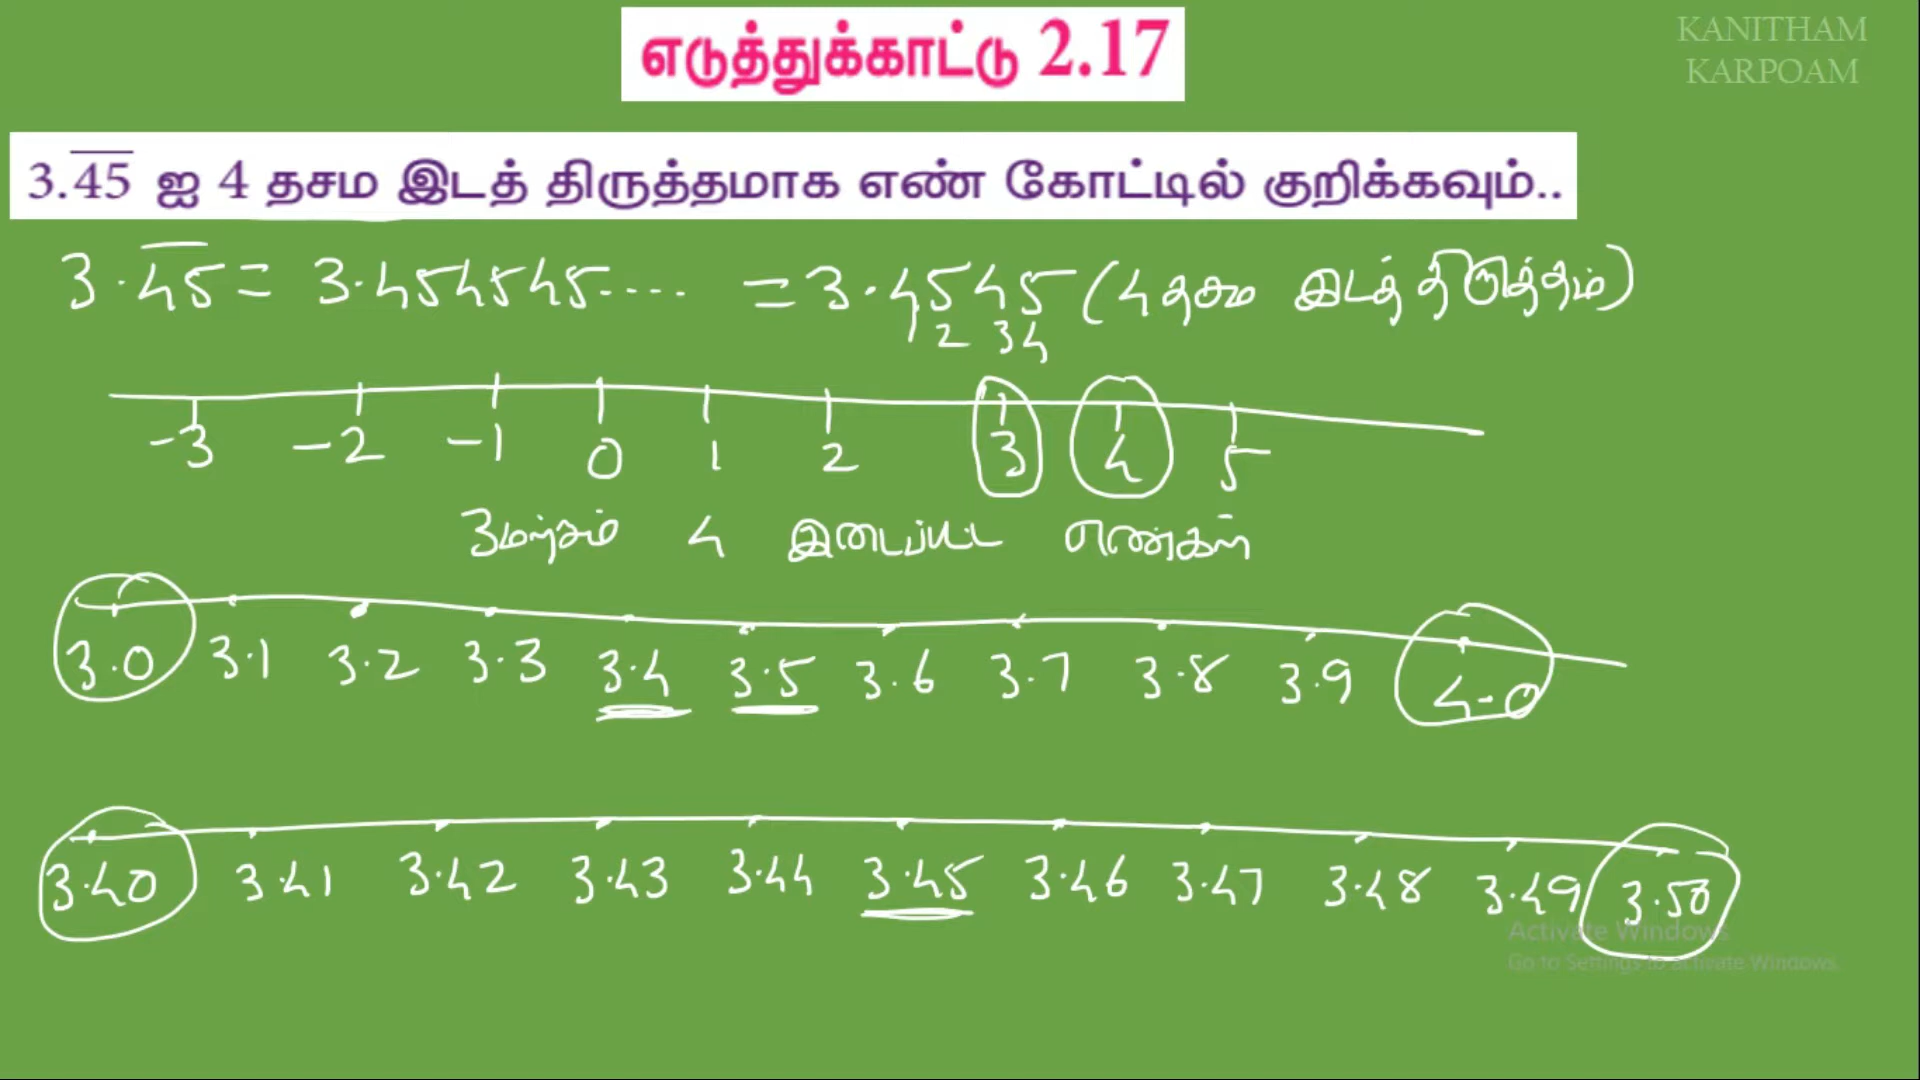 KANITHAM
KARPOAM
எடுத்துக்காட்டு 2.17
3.4̅5̅ ஐ 4 தசம இடத் திருத்தமாக எண் கோட்டில் குறிக்கவும்..
3.4̅5̅ = 3.454545.... = 3.4545 (4 தசம இடத் திருத்தம்)
1 2 3 4
-3 -2 -1 0 1 2 3 4 5
3 மற்றும் 4 இடைப்பட்ட எண்கள்
3.0 3.1 3.2 3.3 3.4 3.5 3.6 3.7 3.8 3.9 4.0
3.40 3.41 3.42 3.43 3.44 3.45 3.46 3.47 3.48 3.49 3.50
Activate Windows
Go to Settings to activate Windows.